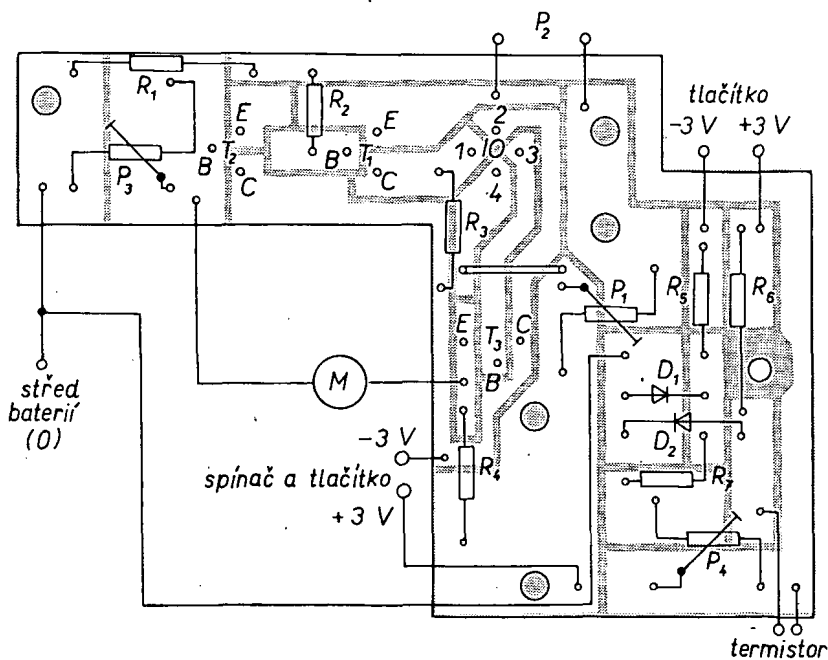 P2
R1
R2
E
T2
B
C
P3
E
B T1
C
2
1 10 3
4
tlačítko
-3 V +3 V
R3
P1
R5
R6
E
T3
C
B
M
střed
baterií
(0)
D1
D2
-3 V
spínač a tlačítko
+3 V
R4
R7
P4
termistor